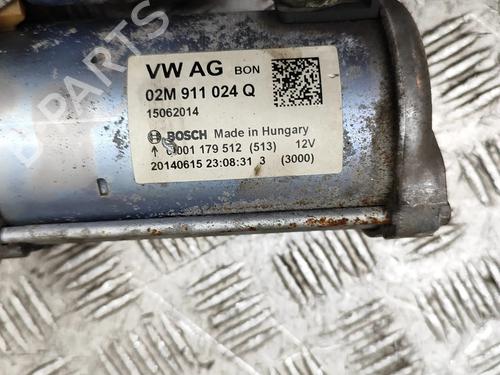 VW AG BON
02M 911 024 Q
15062014
BOSCH Made in Hungary
0 001 179 512 (513) 12V
20140615 23:08:31 3 (3000)